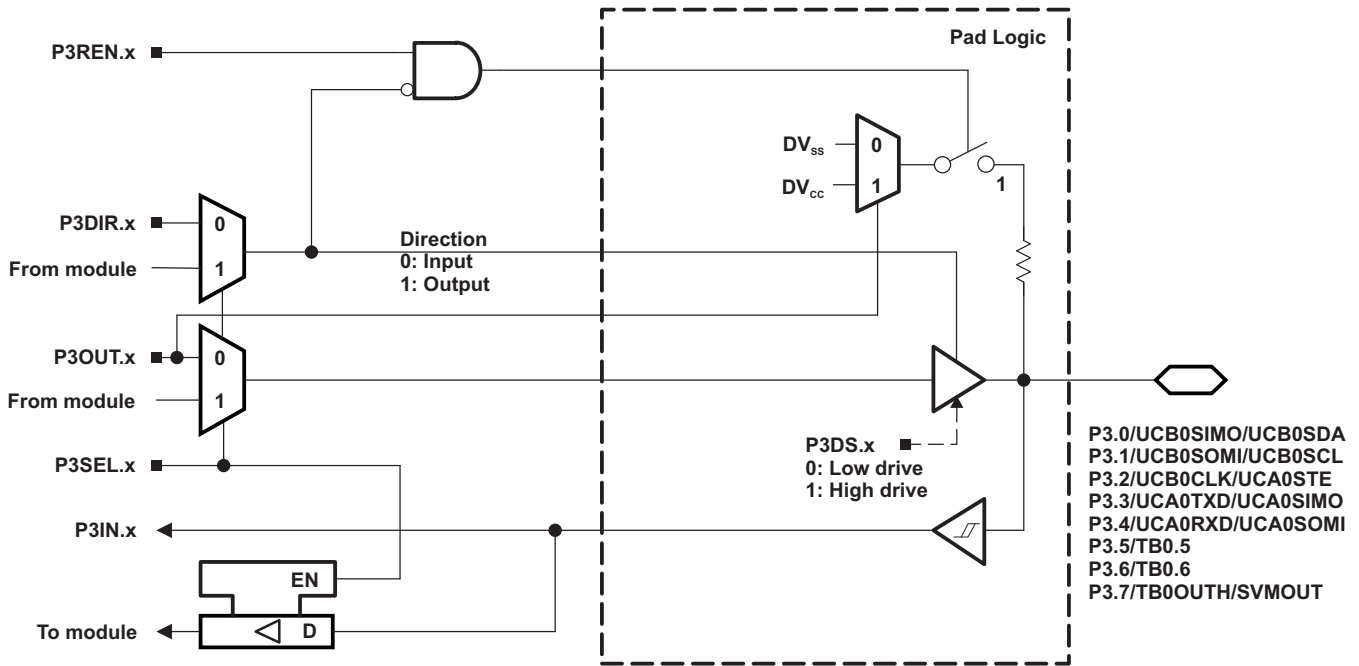 Pad Logic
P3REN.x
DVSS
0
DVCC
1
1
P3DIR.x
0
From module
1
Direction
0: Input
1: Output
P3OUT.x
0
From module
1
P3DS.x
0: Low drive
1: High drive
P3SEL.x
P3IN.x
EN
To module
D
P3.0/UCB0SIMO/UCB0SDA
P3.1/UCB0SOMI/UCB0SCL
P3.2/UCB0CLK/UCA0STE
P3.3/UCA0TXD/UCA0SIMO
P3.4/UCA0RXD/UCA0SOMI
P3.5/TB0.5
P3.6/TB0.6
P3.7/TB0OUTH/SVMOUT